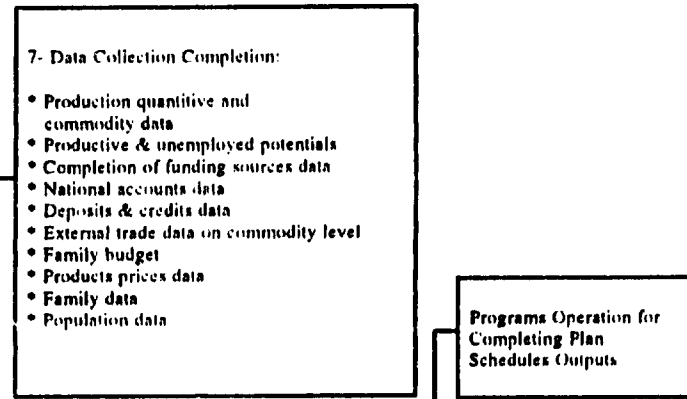 7- Data Collection Completion:
* Production quantitive and
commodity data
* Productive & unemployed potentials
* Completion of funding sources data
* National accounts data
* Deposits & credits data
* External trade data on commodity level
* Family budget
* Products prices data
* Family data
* Population data
Programs Operation for
Completing Plan
Schedules Outputs